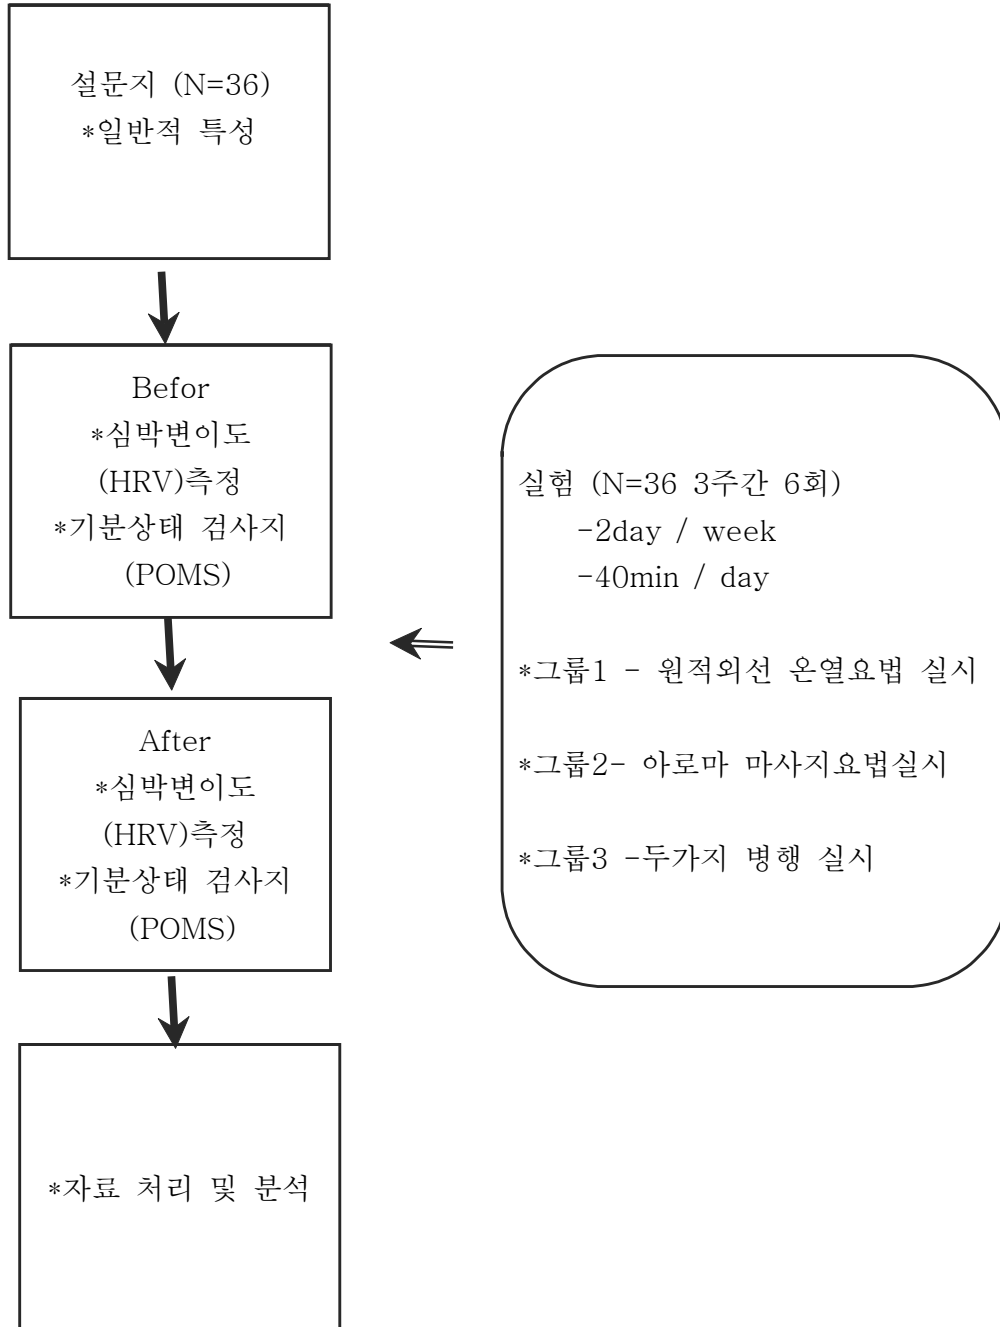 설문지 (N=36)
*일반적 특성
Befor
*심박변이도
(HRV)측정
*기분상태 검사지
(POMS)
실험 (N=36 3주간 6회)
-2day / week
-40min / day
*그룹1 - 원적외선 온열요법 실시
*그룹2- 아로마 마사지요법실시
*그룹3 -두가지 병행 실시
After
*심박변이도
(HRV)측정
*기분상태 검사지
(POMS)
*자료 처리 및 분석